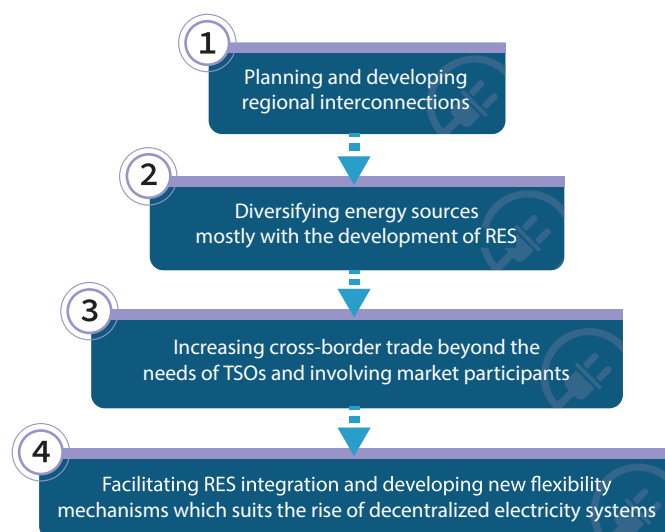 1
Planning and developing
regional interconnections
2
Diversifying energy sources
mostly with the development of RES
3
Increasing cross-border trade beyond the
needs of TSOs and involving market participants
4
Facilitating RES integration and developing new flexibility
mechanisms which suits the rise of decentralized electricity systems